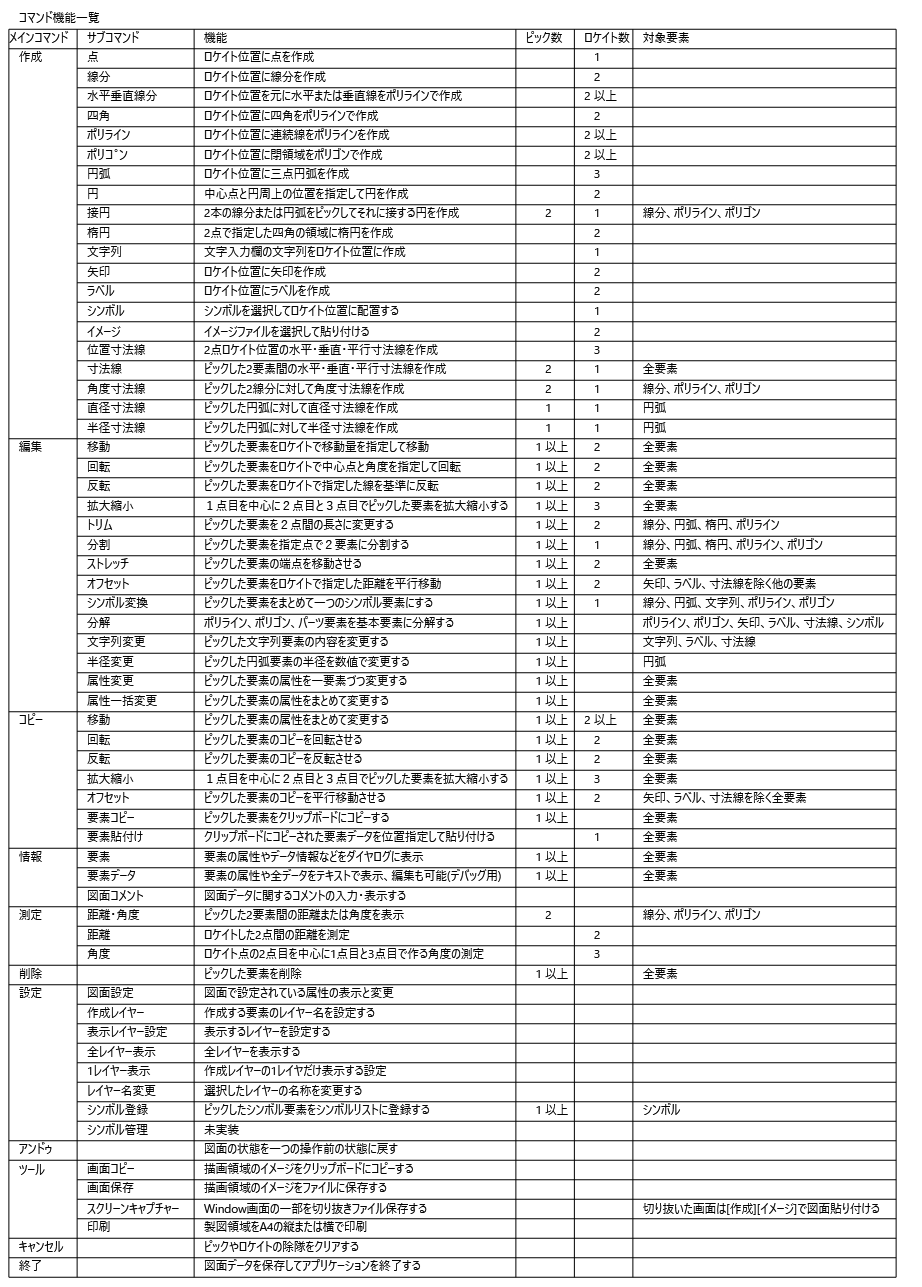 コマンド機能一覧
メインコマンド サブコマンド 機能 ピック数 ロケイト数 対象要素
作成 点 ロケイト位置に点を作成 1
線分 ロケイト位置に線分を作成 2
水平垂直線分 ロケイト位置を元に水平または垂直線をポリラインで作成 2以上
四角 ロケイト位置に四角をポリラインで作成 2
ポリライン ロケイト位置に連続線をポリラインを作成 2以上
ポリゴン ロケイト位置に閉領域をポリゴンで作成 2以上
円弧 ロケイト位置に三点円弧を作成 3
円 中心点と円周上の位置を指定して円を作成 2
接円 2本の線分または円弧をピックしてそれに接する円を作成 2 1 線分、ポリライン、ポリゴン
楕円 2点で指定した四角の領域に楕円を作成 2
文字列 文字入力欄の文字列をロケイト位置に作成 1
矢印 ロケイト位置に矢印を作成 2
ラベル ロケイト位置にラベルを作成 2
シンボル シンボルを選択してロケイト位置に配置する 1
イメージ イメージファイルを選択して貼り付ける 2
位置寸法線 2点ロケイト位置の水平・垂直・平行寸法線を作成 3
寸法線 ピックした2要素間の水平・垂直・平行寸法線を作成 2 1 全要素
角度寸法線 ピックした2線分に対して角度寸法線を作成 2 1 線分、ポリライン、ポリゴン
直径寸法線 ピックした円弧に対して直径寸法線を作成 1 1 円弧
半径寸法線 ピックした円弧に対して半径寸法線を作成 1 1 円弧
編集 移動 ピックした要素をロケイトで移動量を指定して移動 1以上 2 全要素
回転 ピックした要素をロケイトで中心点と角度を指定して回転 1以上 2 全要素
反転 ピックした要素をロケイトで指定した線を基準に反転 1以上 2 全要素
拡大縮小 1点目を中心に2点目と3点目でピックした要素を拡大縮小する 1以上 3 全要素
トリム ピックした要素を2点間の長さに変更する 1以上 2 線分、円弧、楕円、ポリライン
分割 ピックした要素を指定点で2要素に分割する 1以上 1 線分、円弧、楕円、ポリライン、ポリゴン
ストレッチ ピックした要素の端点を移動させる 1以上 2 全要素
オフセット ピックした要素をロケイトで指定した距離を平行移動 1以上 2 矢印、ラベル、寸法線を除く他の要素
シンボル変換 ピックした要素をまとめて一つのシンボル要素にする 1以上 1 線分、円弧、文字列、ポリライン、ポリゴン
分解 ポリライン、ポリゴン、パーツ要素を基本要素に分解する 1以上 ポリライン、ポリゴン、矢印、ラベル、寸法線、シンボル
文字列変更 ピックした文字列要素の内容を変更する 1以上 文字列、ラベル、寸法線
半径変更 ピックした円弧要素の半径を数値で変更する 1以上 円弧
属性変更 ピックした要素の属性を一要素づつ変更する 1以上 全要素
属性一括変更 ピックした要素の属性をまとめて変更する 1以上 全要素
コピー 移動 ピックした要素の属性をまとめて変更する 1以上 2以上 全要素
回転 ピックした要素のコピーを回転させる 1以上 2 全要素
反転 ピックした要素のコピーを反転させる 1以上 2 全要素
拡大縮小 1点目を中心に2点目と3点目でピックした要素を拡大縮小する 1以上 3 全要素
オフセット ピックした要素のコピーを平行移動させる 1以上 2 矢印、ラベル、寸法線を除く全要素
要素コピー ピックした要素をクリップボードにコピーする 1以上 全要素
要素貼付け クリップボードにコピーされた要素データを位置指定して貼り付ける 1 全要素
情報 要素 要素の属性やデータ情報などをダイヤログに表示 1以上 全要素
要素データ 要素の属性や全データをテキストで表示、編集も可能(デバッグ用) 1以上 全要素
図面コメント 図面データに関するコメントの入力・表示する
測定 距離・角度 ピックした2要素間の距離または角度を表示 2 線分、ポリライン、ポリゴン
距離 ロケイトした2点間の距離を測定 2
角度 ロケイト点の2点目を中心に1点目と3点目で作る角度の測定 3
削除 ピックした要素を削除 1以上 全要素
設定 図面設定 図面で設定されている属性の表示と変更
作成レイヤー 作成する要素のレイヤー名を設定する
表示レイヤー設定 表示するレイヤーを設定する
全レイヤー表示 全レイヤーを表示する
1レイヤー表示 作成レイヤーの1レイヤだけ表示する設定
レイヤー名変更 選択したレイヤーの名称を変更する
シンボル登録 ピックしたシンボル要素をシンボルリストに登録する 1以上 シンボル
シンボル管理 未実装
アンドゥ 図面の状態を一つの操作前の状態に戻す
ツール 画面コピー 描画領域のイメージをクリップボードにコピーする
画面保存 描画領域のイメージをファイルに保存する
スクリーンキャプチャー Window画面の一部を切り抜きファイル保存する 切り抜いた画面は[作成][イメージ]で図面貼り付ける
印刷 製図領域をA4の縦または横で印刷
キャンセル ピックやロケイトの除隊をクリアする
終了 図面データを保存してアプリケーションを終了する